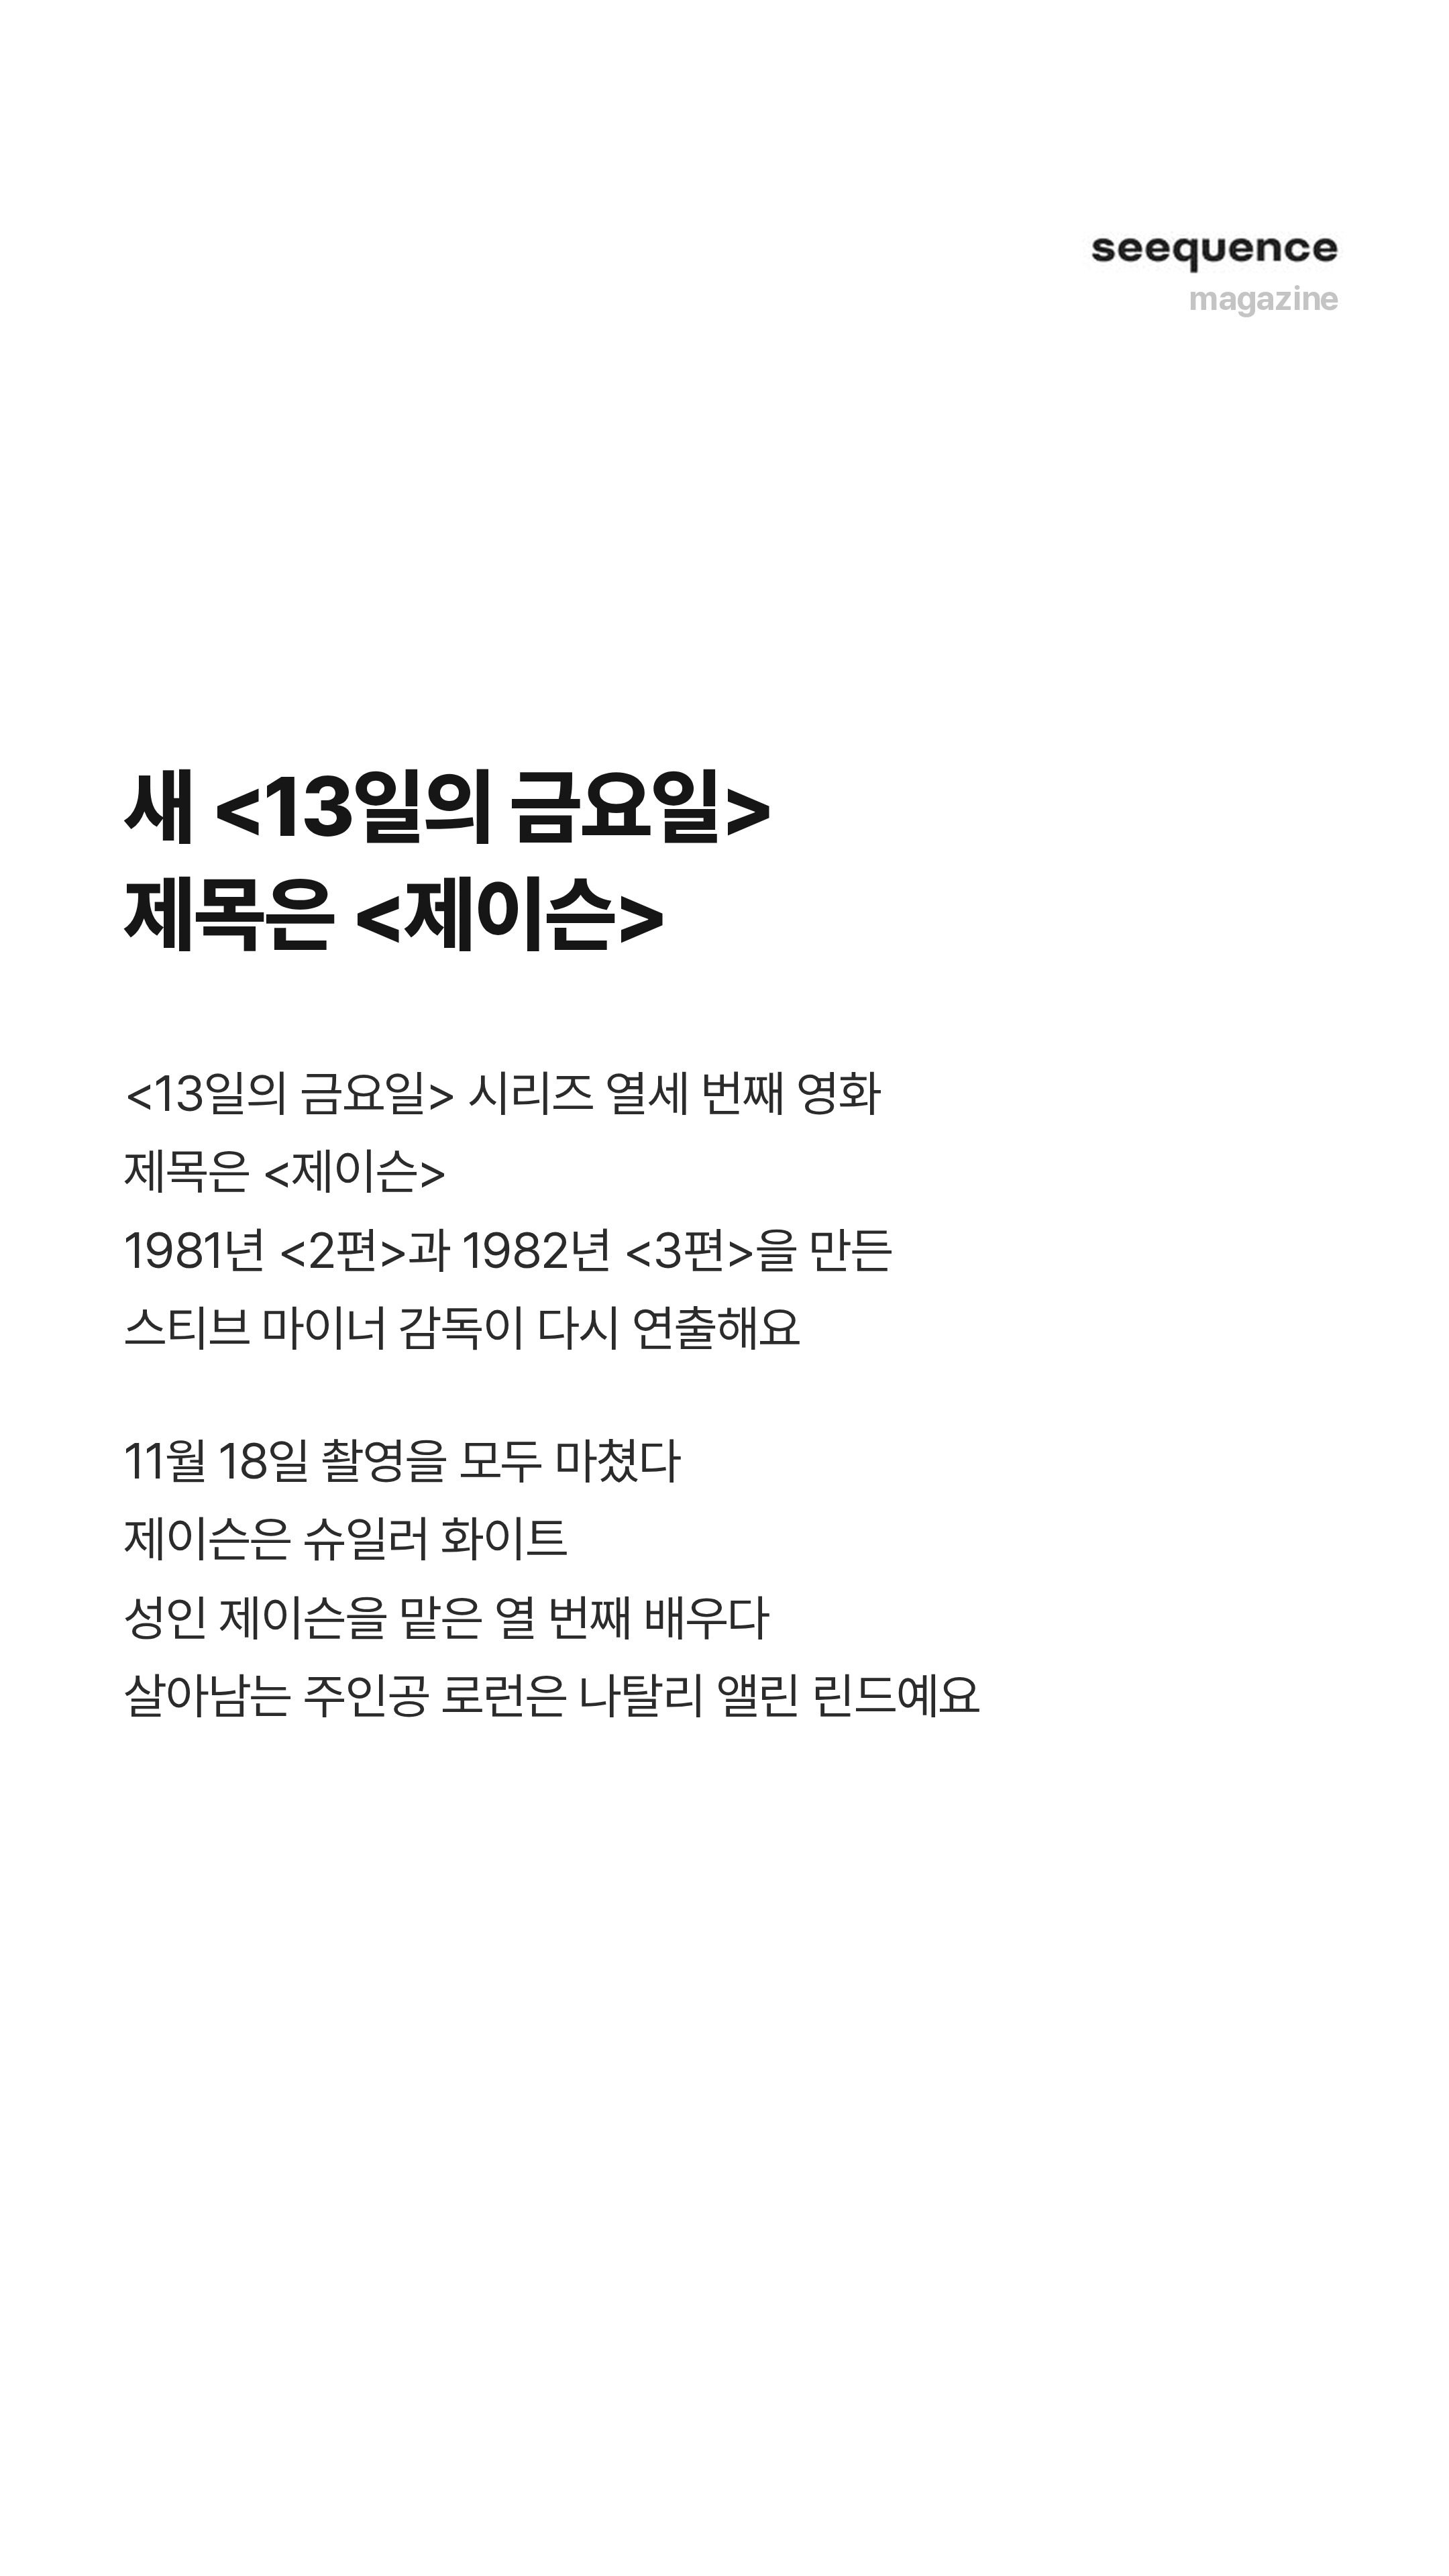 seequence
magazine
새 <13일의 금요일>
제목은 <제이슨>
<13일의 금요일> 시리즈 열세 번째 영화
제목은 <제이슨>
1981년 <2편>과 1982년 <3편>을 만든
스티브 마이너 감독이 다시 연출해요
11월 18일 촬영을 모두 마쳤다
제이슨은 슈일러 화이트
성인 제이슨을 맡은 열 번째 배우다
살아남는 주인공 로런은 나탈리 앨린 린드예요